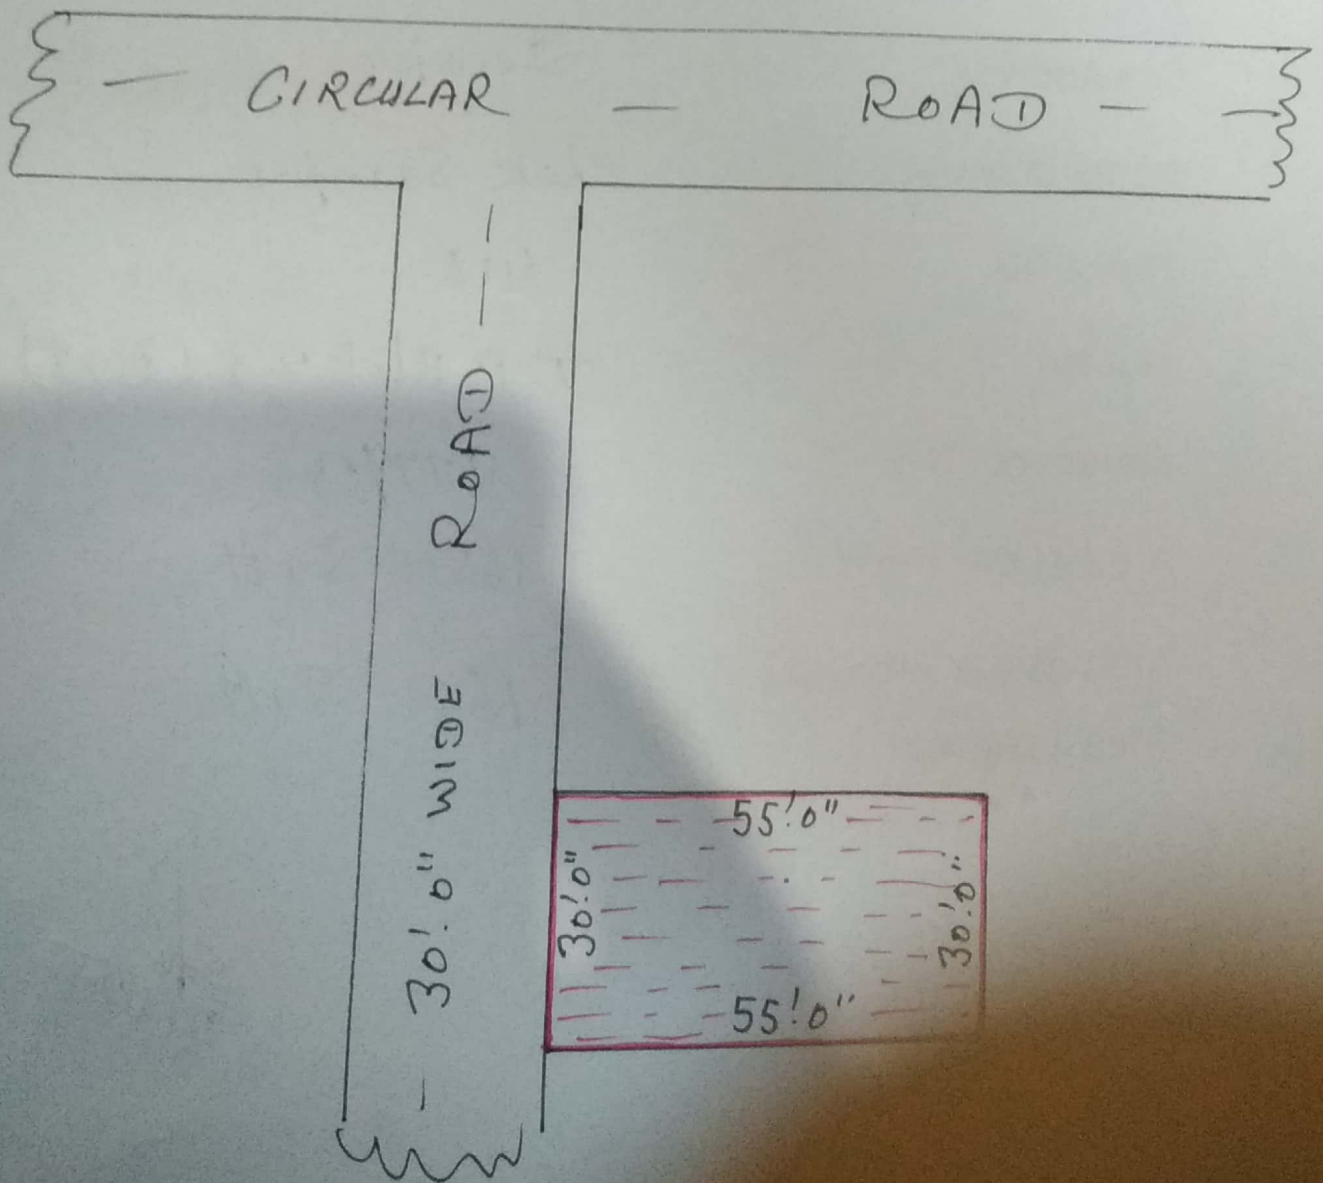 — CIRCULAR — ROAD — —
- 30'.0" WIDE ROAD — —
55'.0"
30'.0"
30'.0"
55'.0"